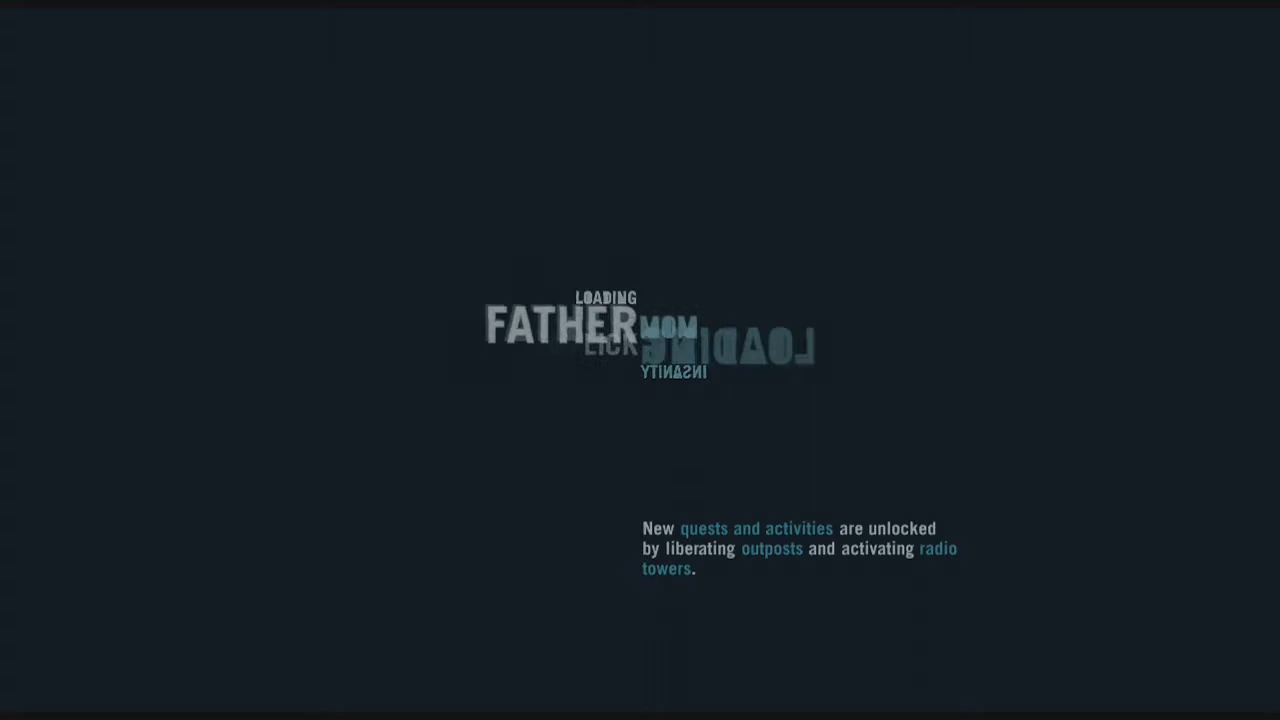 LOADING
FATHER MOM
LICK LOADING
INSANITY
New quests and activities are unlocked
by liberating outposts and activating radio
towers.